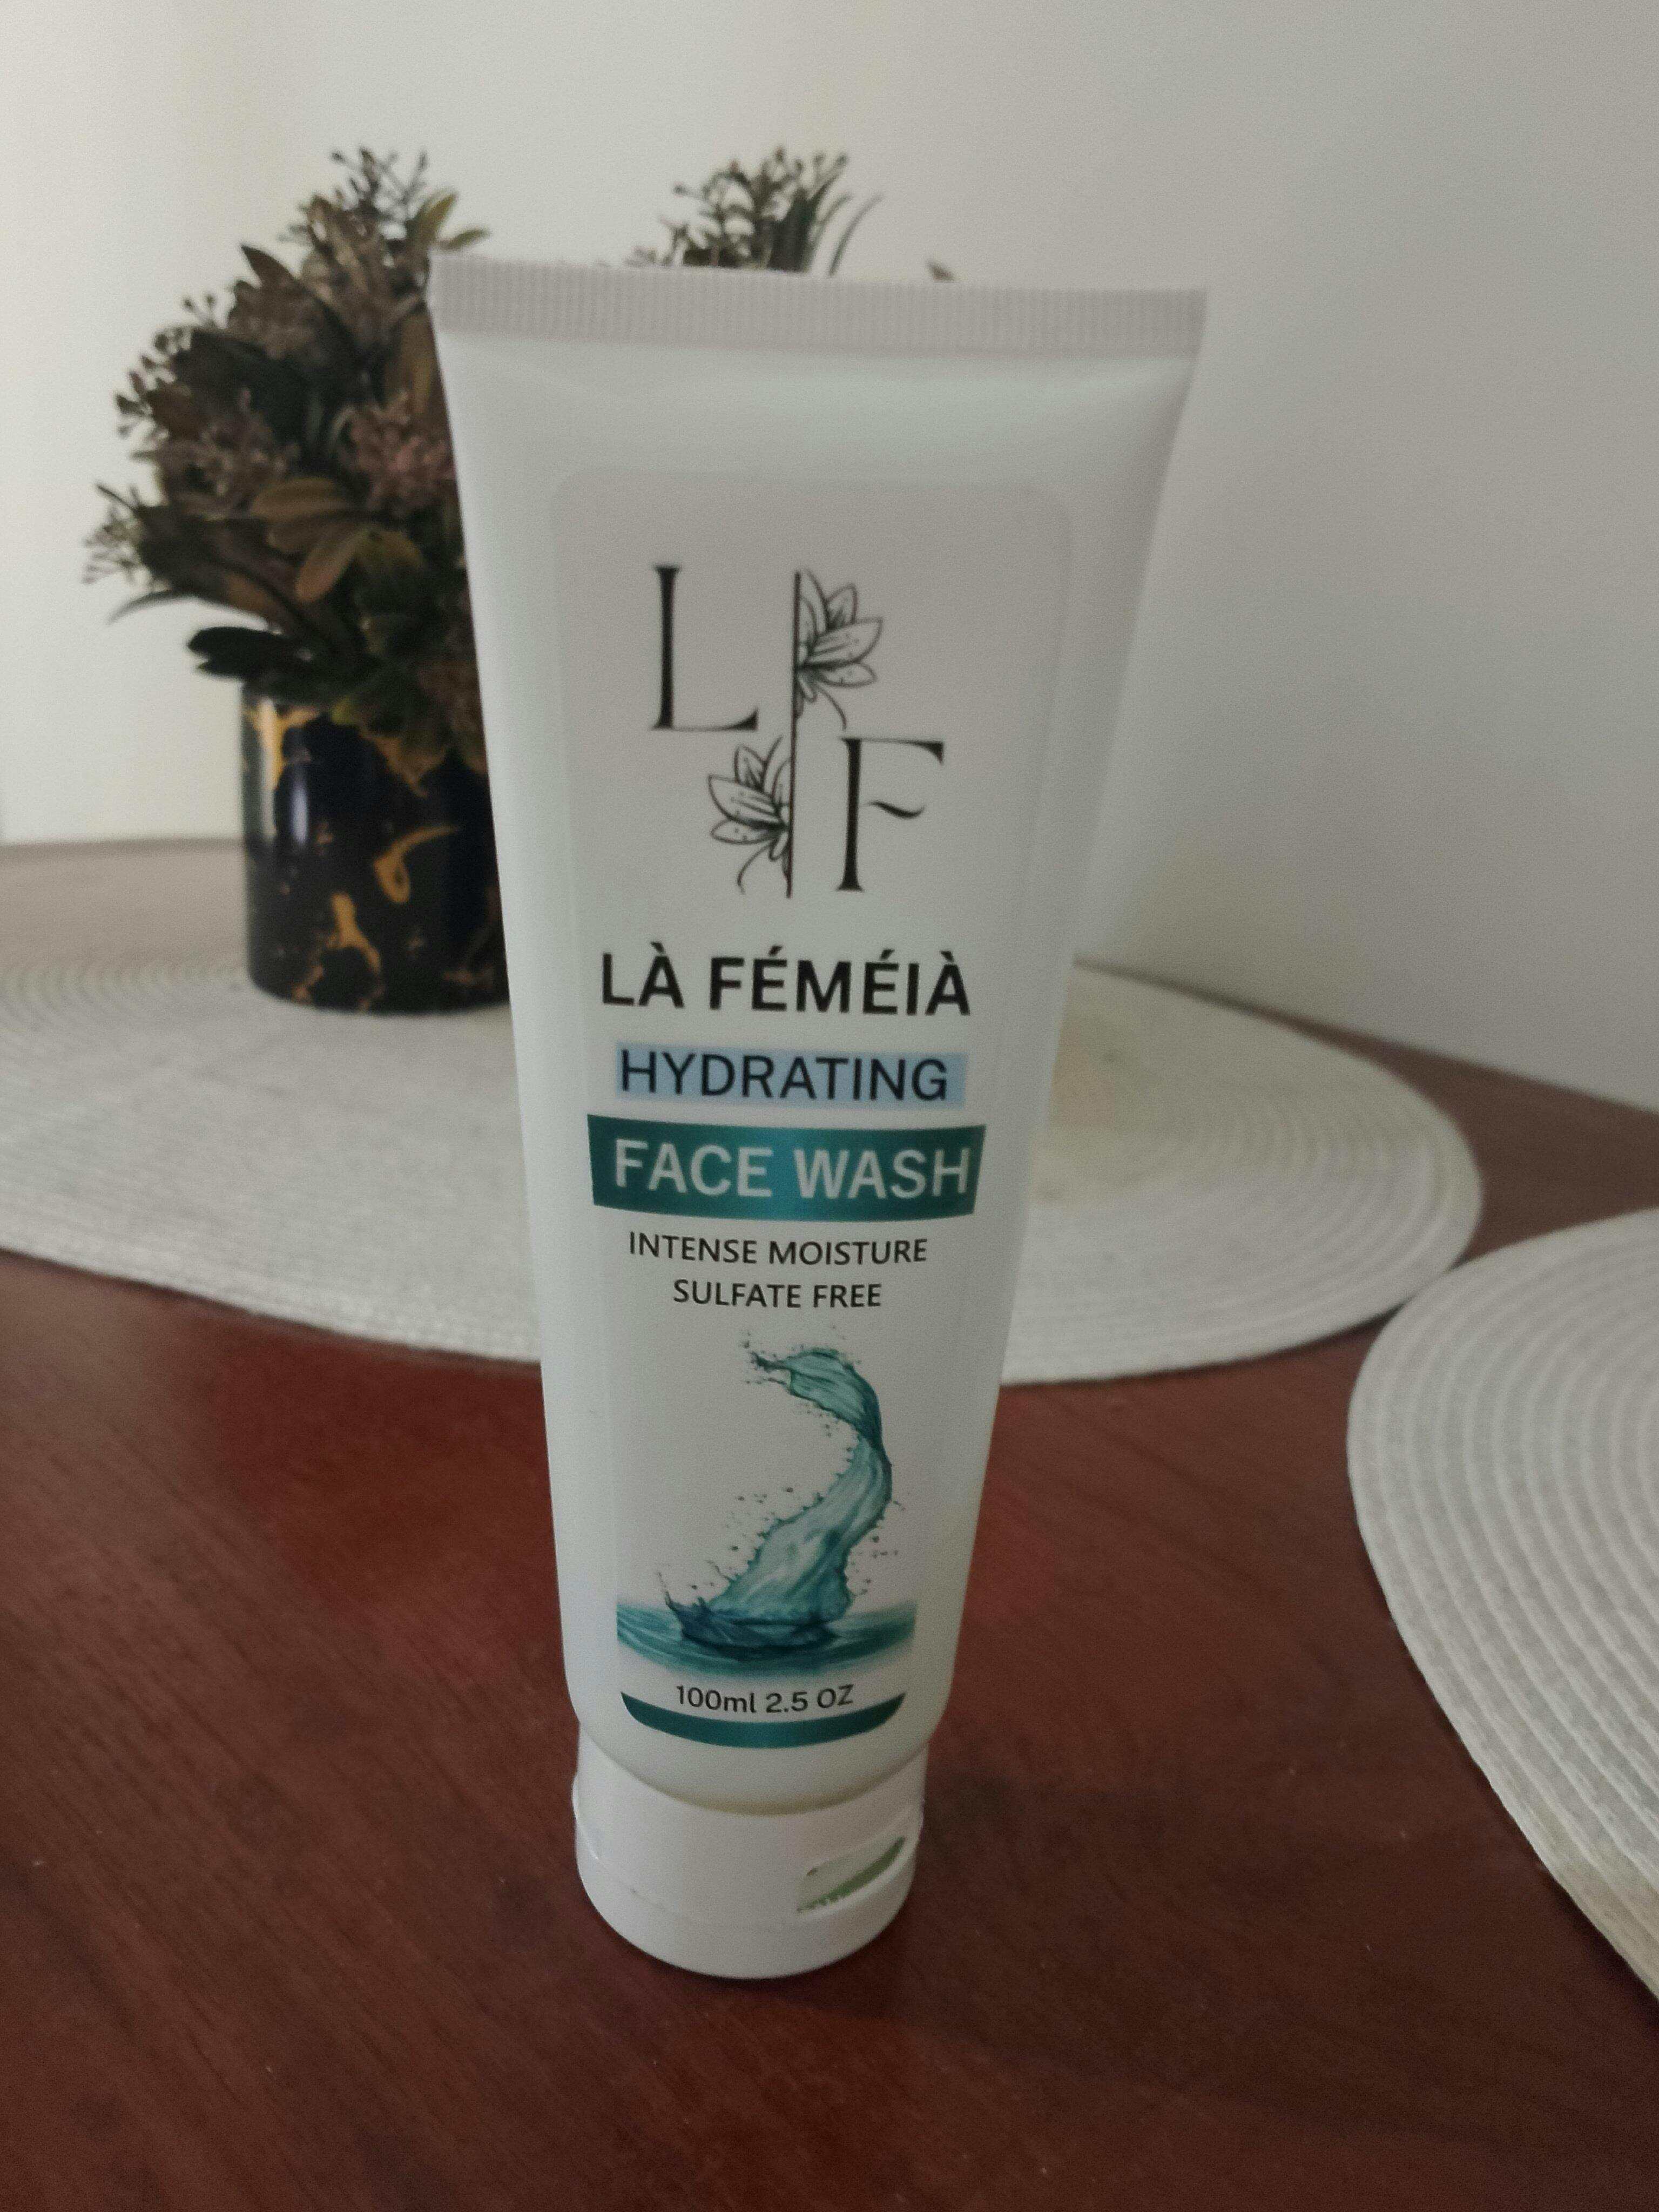 L
F
LÀ FÉMÉIÀ
HYDRATING
FACE WASH
INTENSE MOISTURE
SULFATE FREE
100ml 2.5 OZ